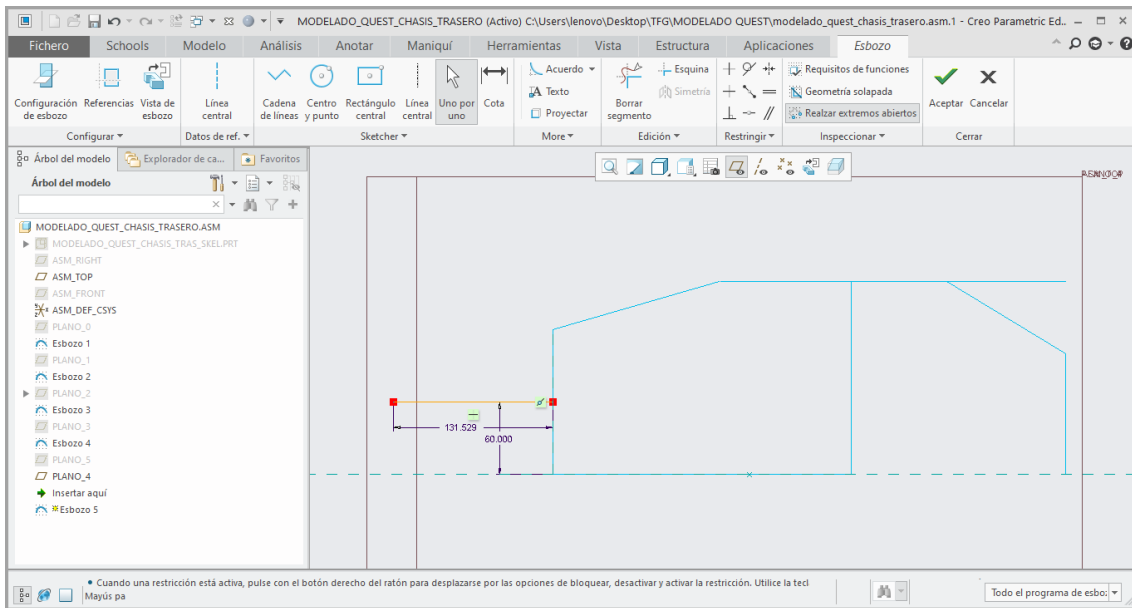 MODELADO_QUEST_CHASIS_TRASERO (Activo) C:\Users\lenovo\Desktop\TFG\MODELADO QUEST\modelado_quest_chasis_trasero.asm.1 - Creo Parametric Ed..
Fichero Schools Modelo Análisis Anotar Maniquí Herramientas Vista Estructura Aplicaciones Esbozo
Configuración de esbozo
Referencias
Vista de esbozo
Línea central
Cadena de líneas
Centro y punto
Rectángulo central
Línea central
Uno por uno
Cota
Acuerdo
Texto
Proyectar
Borrar segmento
Esquina
Simetría
Requisitos de funciones
Geometría solapada
Realzar extremos abiertos
Aceptar Cancelar
Configurar Datos de ref. Sketcher More Edición Restringir Inspeccionar Cerrar
Árbol del modelo Explorador de ca... Favoritos
Árbol del modelo
MODELADO_QUEST_CHASIS_TRASERO.ASM
MODELADO_QUEST_CHASIS_TRAS_SKEL.PRT
ASM_RIGHT
ASM_TOP
ASM_FRONT
ASM_DEF_CSYS
PLANO_0
Esbozo 1
PLANO_1
Esbozo 2
PLANO_2
Esbozo 3
PLANO_3
Esbozo 4
PLANO_5
PLANO_4
Insertar aquí
Esbozo 5
131.529
60.000
Cuando una restricción está activa, pulse con el botón derecho del ratón para desplazarse por las opciones de bloquear, desactivar y activar la restricción. Utilice la tecl
Mayús pa
Todo el programa de esbo: